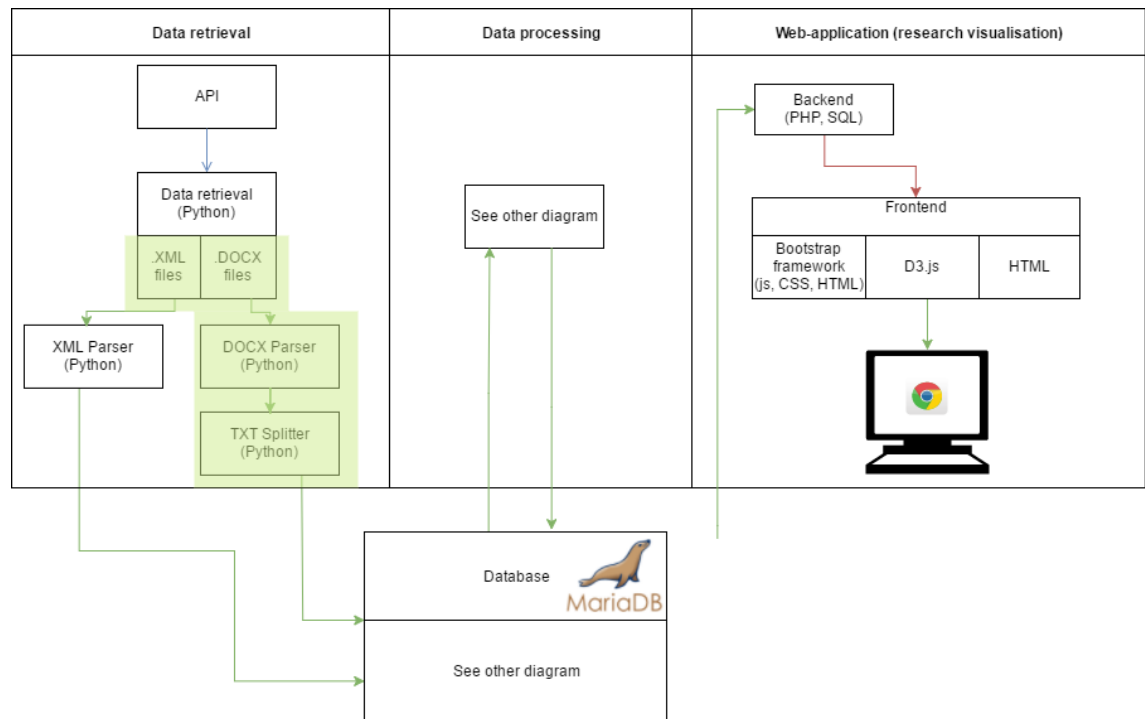 Data retrieval
Data processing
Web-application (research visualisation)
API
Data retrieval
(Python)
.XML
files
.DOCX
files
XML Parser
(Python)
DOCX Parser
(Python)
TXT Splitter
(Python)
See other diagram
Backend
(PHP, SQL)
Frontend
Bootstrap
framework
(js, CSS, HTML)
D3.js
HTML
Database
MariaDB
See other diagram